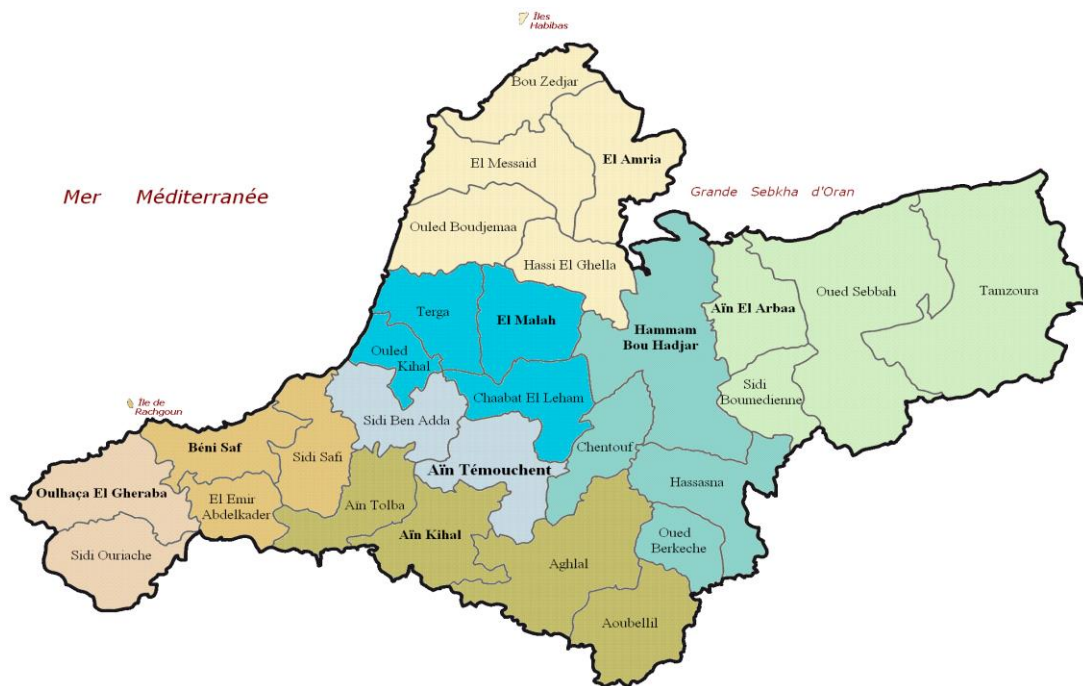 Îles
Habibas
Bou Zedjar
El Messaid
El Amria
Mer Méditerranée
Grande Sebkha d'Oran
Ouled Boudjemaa
Hassi El Ghella
Terga
El Malah
Hammam
Bou Hadjar
Aïn El Arbaa
Oued Sebbah
Tamzoura
Ouled
Kihal
Chaabat El Leham
Sidi
Boumedienne
Île de
Rachgoun
Sidi Ben Adda
Béni Saf
Sidi Safi
Chentouf
Aïn Témouchent
Hassasna
Oulhaça El Gheraba
El Emir
Abdelkader
Aïn Tolba
Aïn Kihal
Oued
Berkeche
Sidi Ouriache
Aghlal
Aoubellil